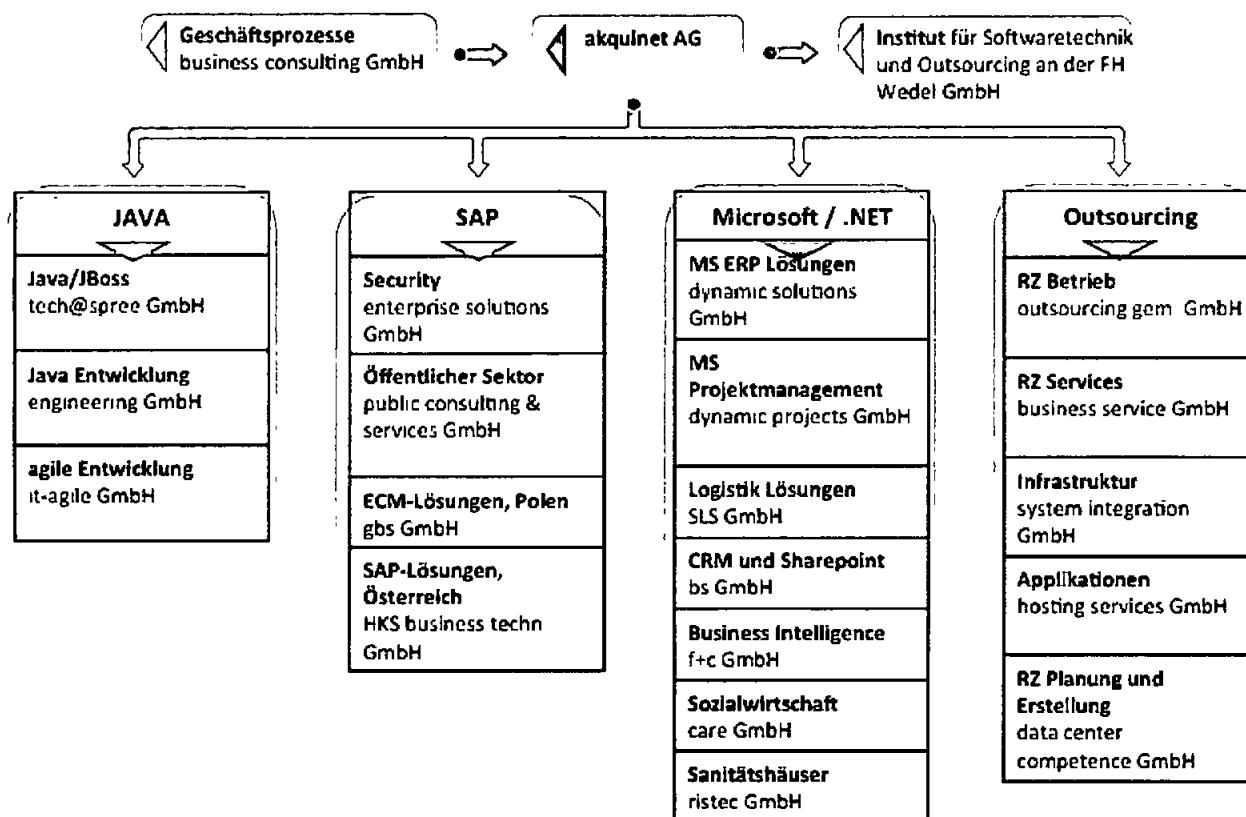 Geschäftsprozesse
business consulting GmbH
akquinet AG
Institut für Softwaretechnik
und Outsourcing an der FH
Wedel GmbH
JAVA
Java/JBoss
tech@spree GmbH
Java Entwicklung
engineering GmbH
agile Entwicklung
it-agile GmbH
SAP
Security
enterprise solutions
GmbH
Öffentlicher Sektor
public consulting &
services GmbH
ECM-Lösungen, Polen
gbs GmbH
SAP-Lösungen,
Österreich
HKS business techn
GmbH
Microsoft / .NET
MS ERP Lösungen
dynamic solutions
GmbH
MS
Projektmanagement
dynamic projects GmbH
Logistik Lösungen
SLS GmbH
CRM und Sharepoint
bs GmbH
Business Intelligence
f+c GmbH
Sozialwirtschaft
care GmbH
Sanitätshäuser
ristec GmbH
Outsourcing
RZ Betrieb
outsourcing gem GmbH
RZ Services
business service GmbH
Infrastruktur
system integration
GmbH
Applikationen
hosting services GmbH
RZ Planung und
Erstellung
data center
competence GmbH